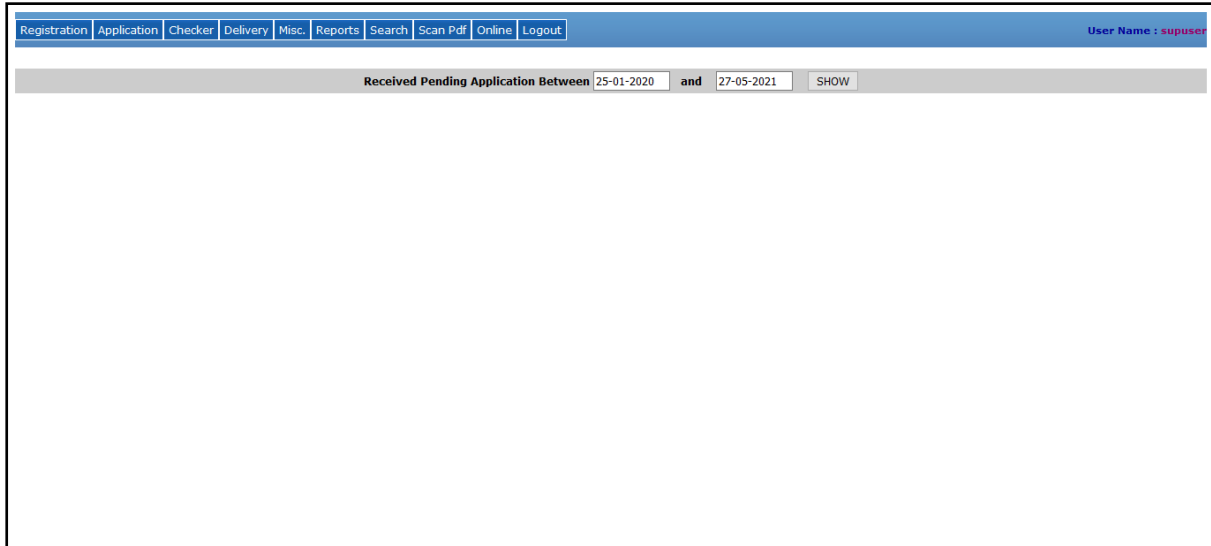 Registration Application Checker Delivery Misc. Reports Search Scan Pdf Online Logout User Name : supuser
Received Pending Application Between 25-01-2020 and 27-05-2021 SHOW